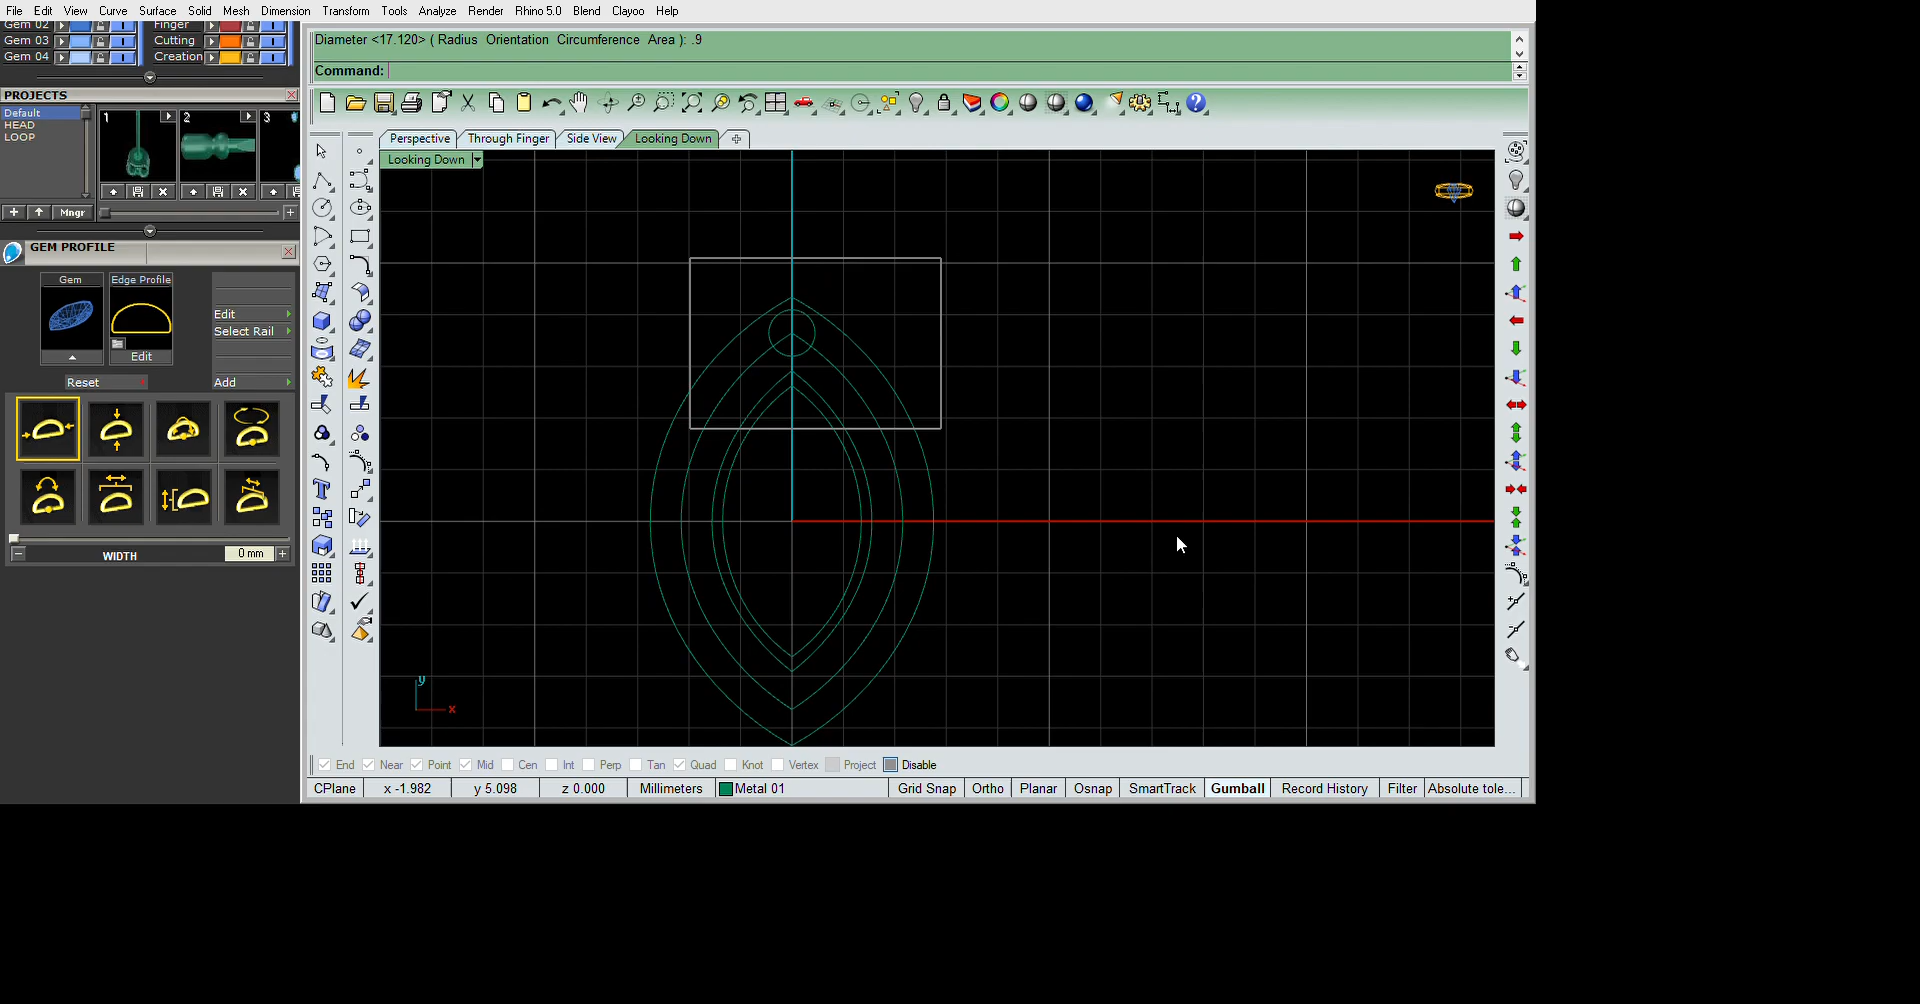 File Edit View Curve Surface Solid Mesh Dimension Transform Tools Analyze Render Rhino 5.0 Blend Clayoo Help
Gem 02 Finger
Gem 03 Cutting
Gem 04 Creation
Diameter <17.120> ( Radius Orientation Circumference Area ): .9
Command:
PROJECTS
Default
HEAD
LOOP
1 2 3
Mngr
Perspective Through Finger Side View Looking Down
Looking Down
GEM PROFILE
Gem Edge Profile
Edit
Select Rail
Edit
Reset Add
WIDTH 0 mm
y
x
End Near Point Mid Cen Int Perp Tan Quad Knot Vertex Project Disable
CPlane x -1.982 y 5.098 z 0.000 Millimeters Metal 01 Grid Snap Ortho Planar Osnap SmartTrack Gumball Record History Filter Absolute tole...